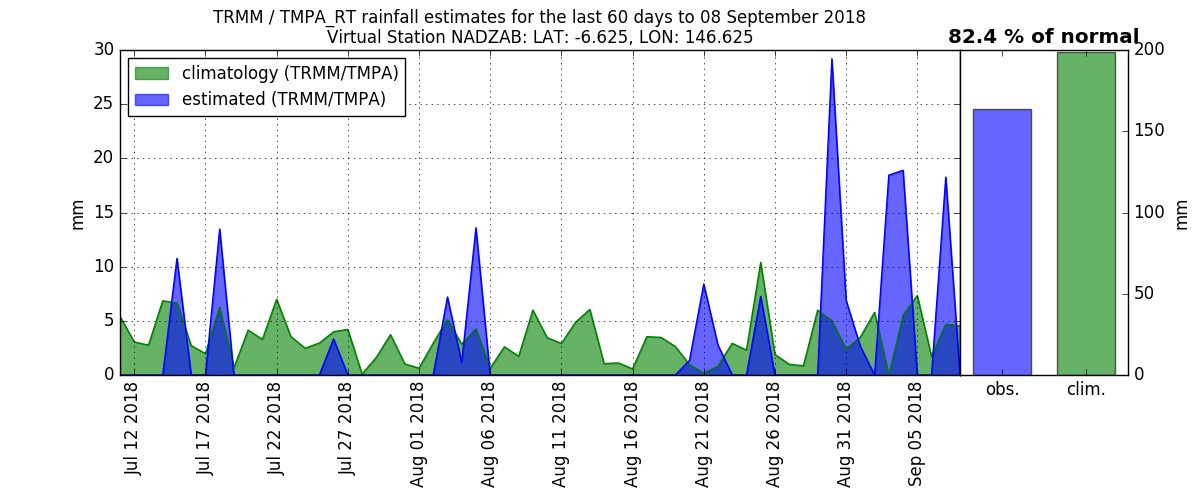 TRMM / TMPA_RT rainfall estimates for the last 60 days to 08 September 2018
Virtual Station NADZAB: LAT: -6.625, LON: 146.625
82.4 % of normal
climatology (TRMM/TMPA)
estimated (TRMM/TMPA)
30
25
20
15
10
5
0
mm
Jul 12 2018
Jul 17 2018
Jul 22 2018
Jul 27 2018
Aug 01 2018
Aug 06 2018
Aug 11 2018
Aug 16 2018
Aug 21 2018
Aug 26 2018
Aug 31 2018
Sep 05 2018
obs.
clim.
200
150
100
50
0
mm